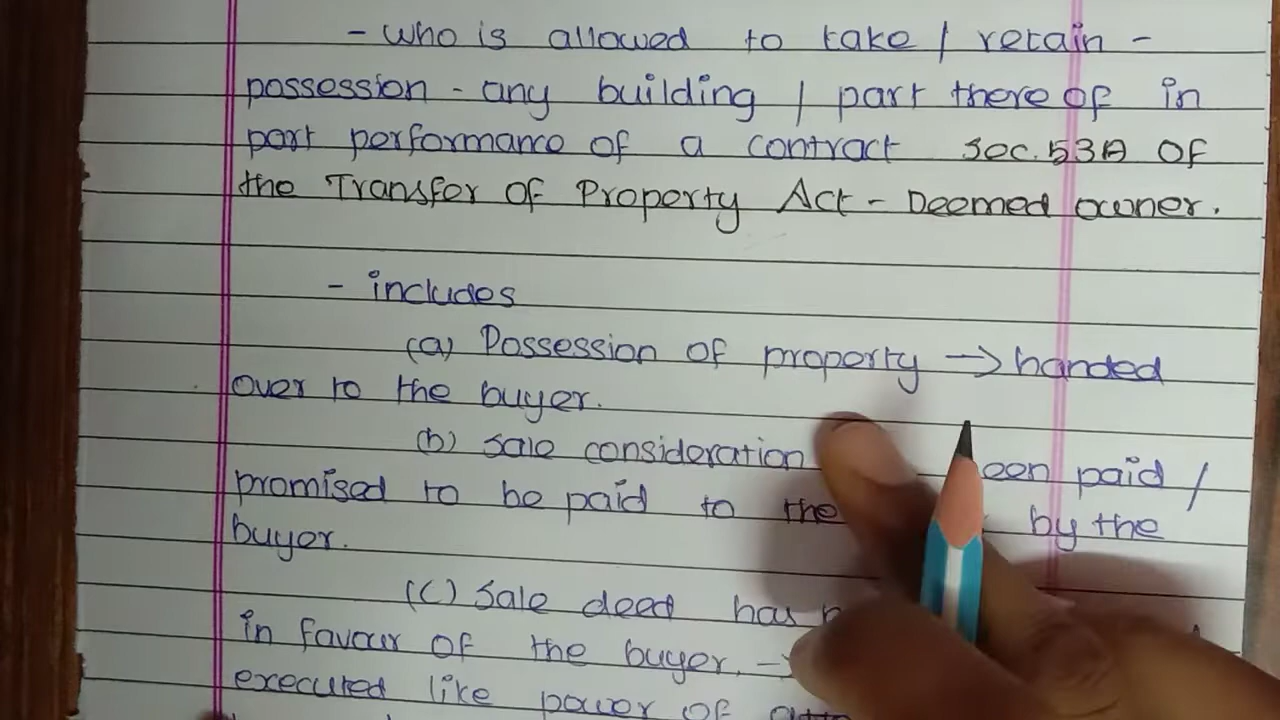 - who is allowed to take / retain -
possession - any building / part there of in
part performance of a contract Sec.53A of
the Transfer of Property Act - Deemed owner.
- includes
(a) Possession of property → handed
over to the buyer.
(b) Sale consideration paid /
promised to be paid to the by the
buyer.
(c) Sale deed has
in favour of the buyer. →
executed like power of